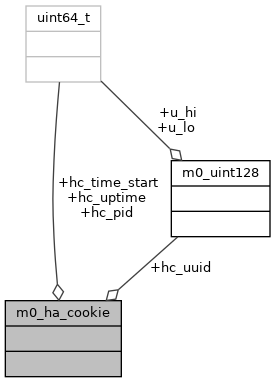 uint64_t
+u_hi
+u_lo
m0_uint128
+hc_time_start
+hc_uptime
+hc_pid
+hc_uuid
m0_ha_cookie